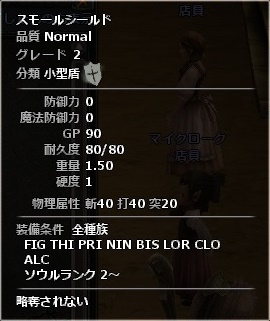 店員
スモールシールド
品質 Normal
グレード 2
分類 小型盾
防御力 0
魔法防御力 0
GP 90
耐久度 80/80
重量 1.50
硬度 1
マイクローク
店員
物理属性 斬40 打40 突20
装備条件 全種族
FIG THI PRI NIN BIS LOR CLO
ALC
ソウルランク 2～
略奪されない